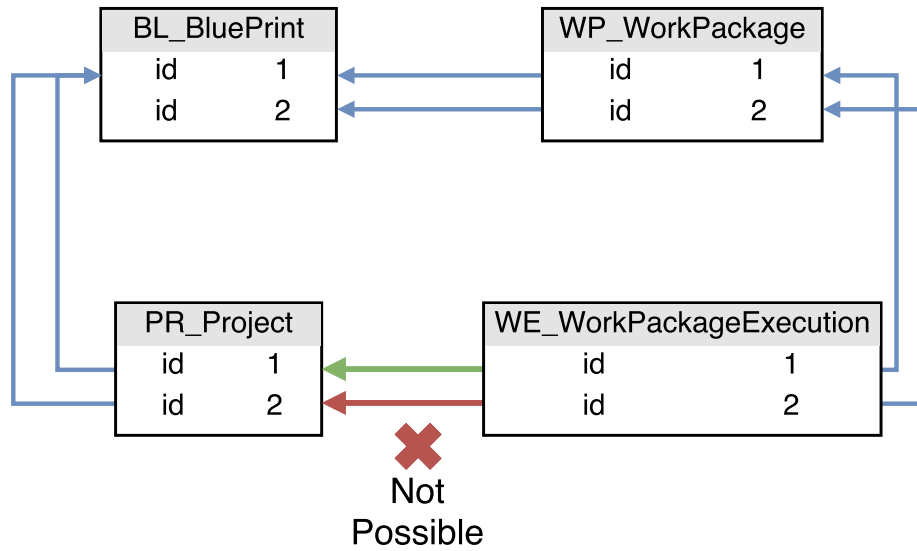 BL_BluePrint
id 1
id 2
WP_WorkPackage
id 1
id 2
PR_Project
id 1
id 2
WE_WorkPackageExecution
id 1
id 2
Not
Possible